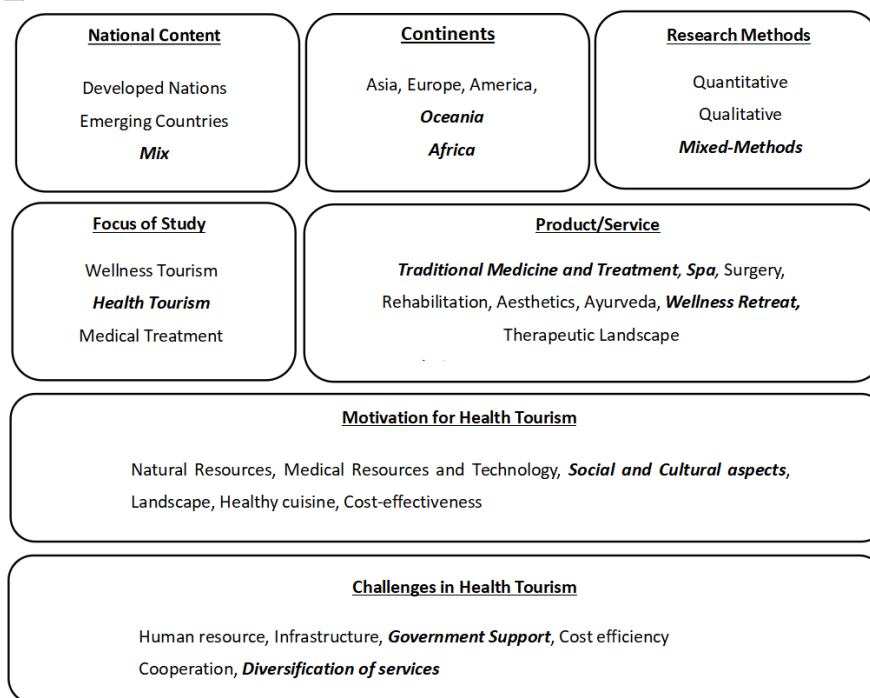 National Content
Developed Nations
Emerging Countries
Mix
Continents
Asia, Europe, America,
Oceania
Africa
Research Methods
Quantitative
Qualitative
Mixed-Methods
Focus of Study
Wellness Tourism
Health Tourism
Medical Treatment
Product/Service
Traditional Medicine and Treatment, Spa, Surgery,
Rehabilitation, Aesthetics, Ayurveda, Wellness Retreat,
Therapeutic Landscape
Motivation for Health Tourism
Natural Resources, Medical Resources and Technology, Social and Cultural aspects,
Landscape, Healthy cuisine, Cost-effectiveness
Challenges in Health Tourism
Human resource, Infrastructure, Government Support, Cost efficiency
Cooperation, Diversification of services